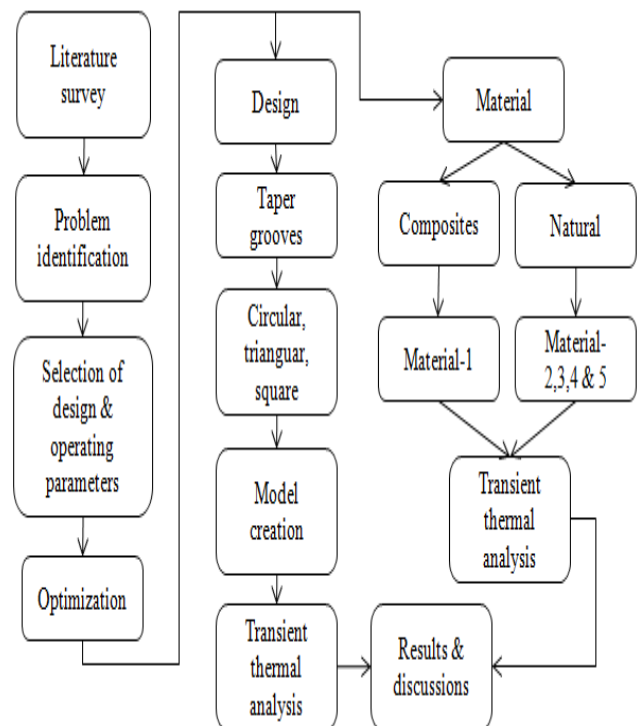 Literature
survey
Problem
identification
Selection of
design &
operating
parameters
Optimization
Design
Taper
grooves
Circular,
trianguar,
square
Model
creation
Transient
thermal
analysis
Material
Composites
Natural
Material-1
Material-
2,3,4 & 5
Transient
thermal
analysis
Results &
discussions